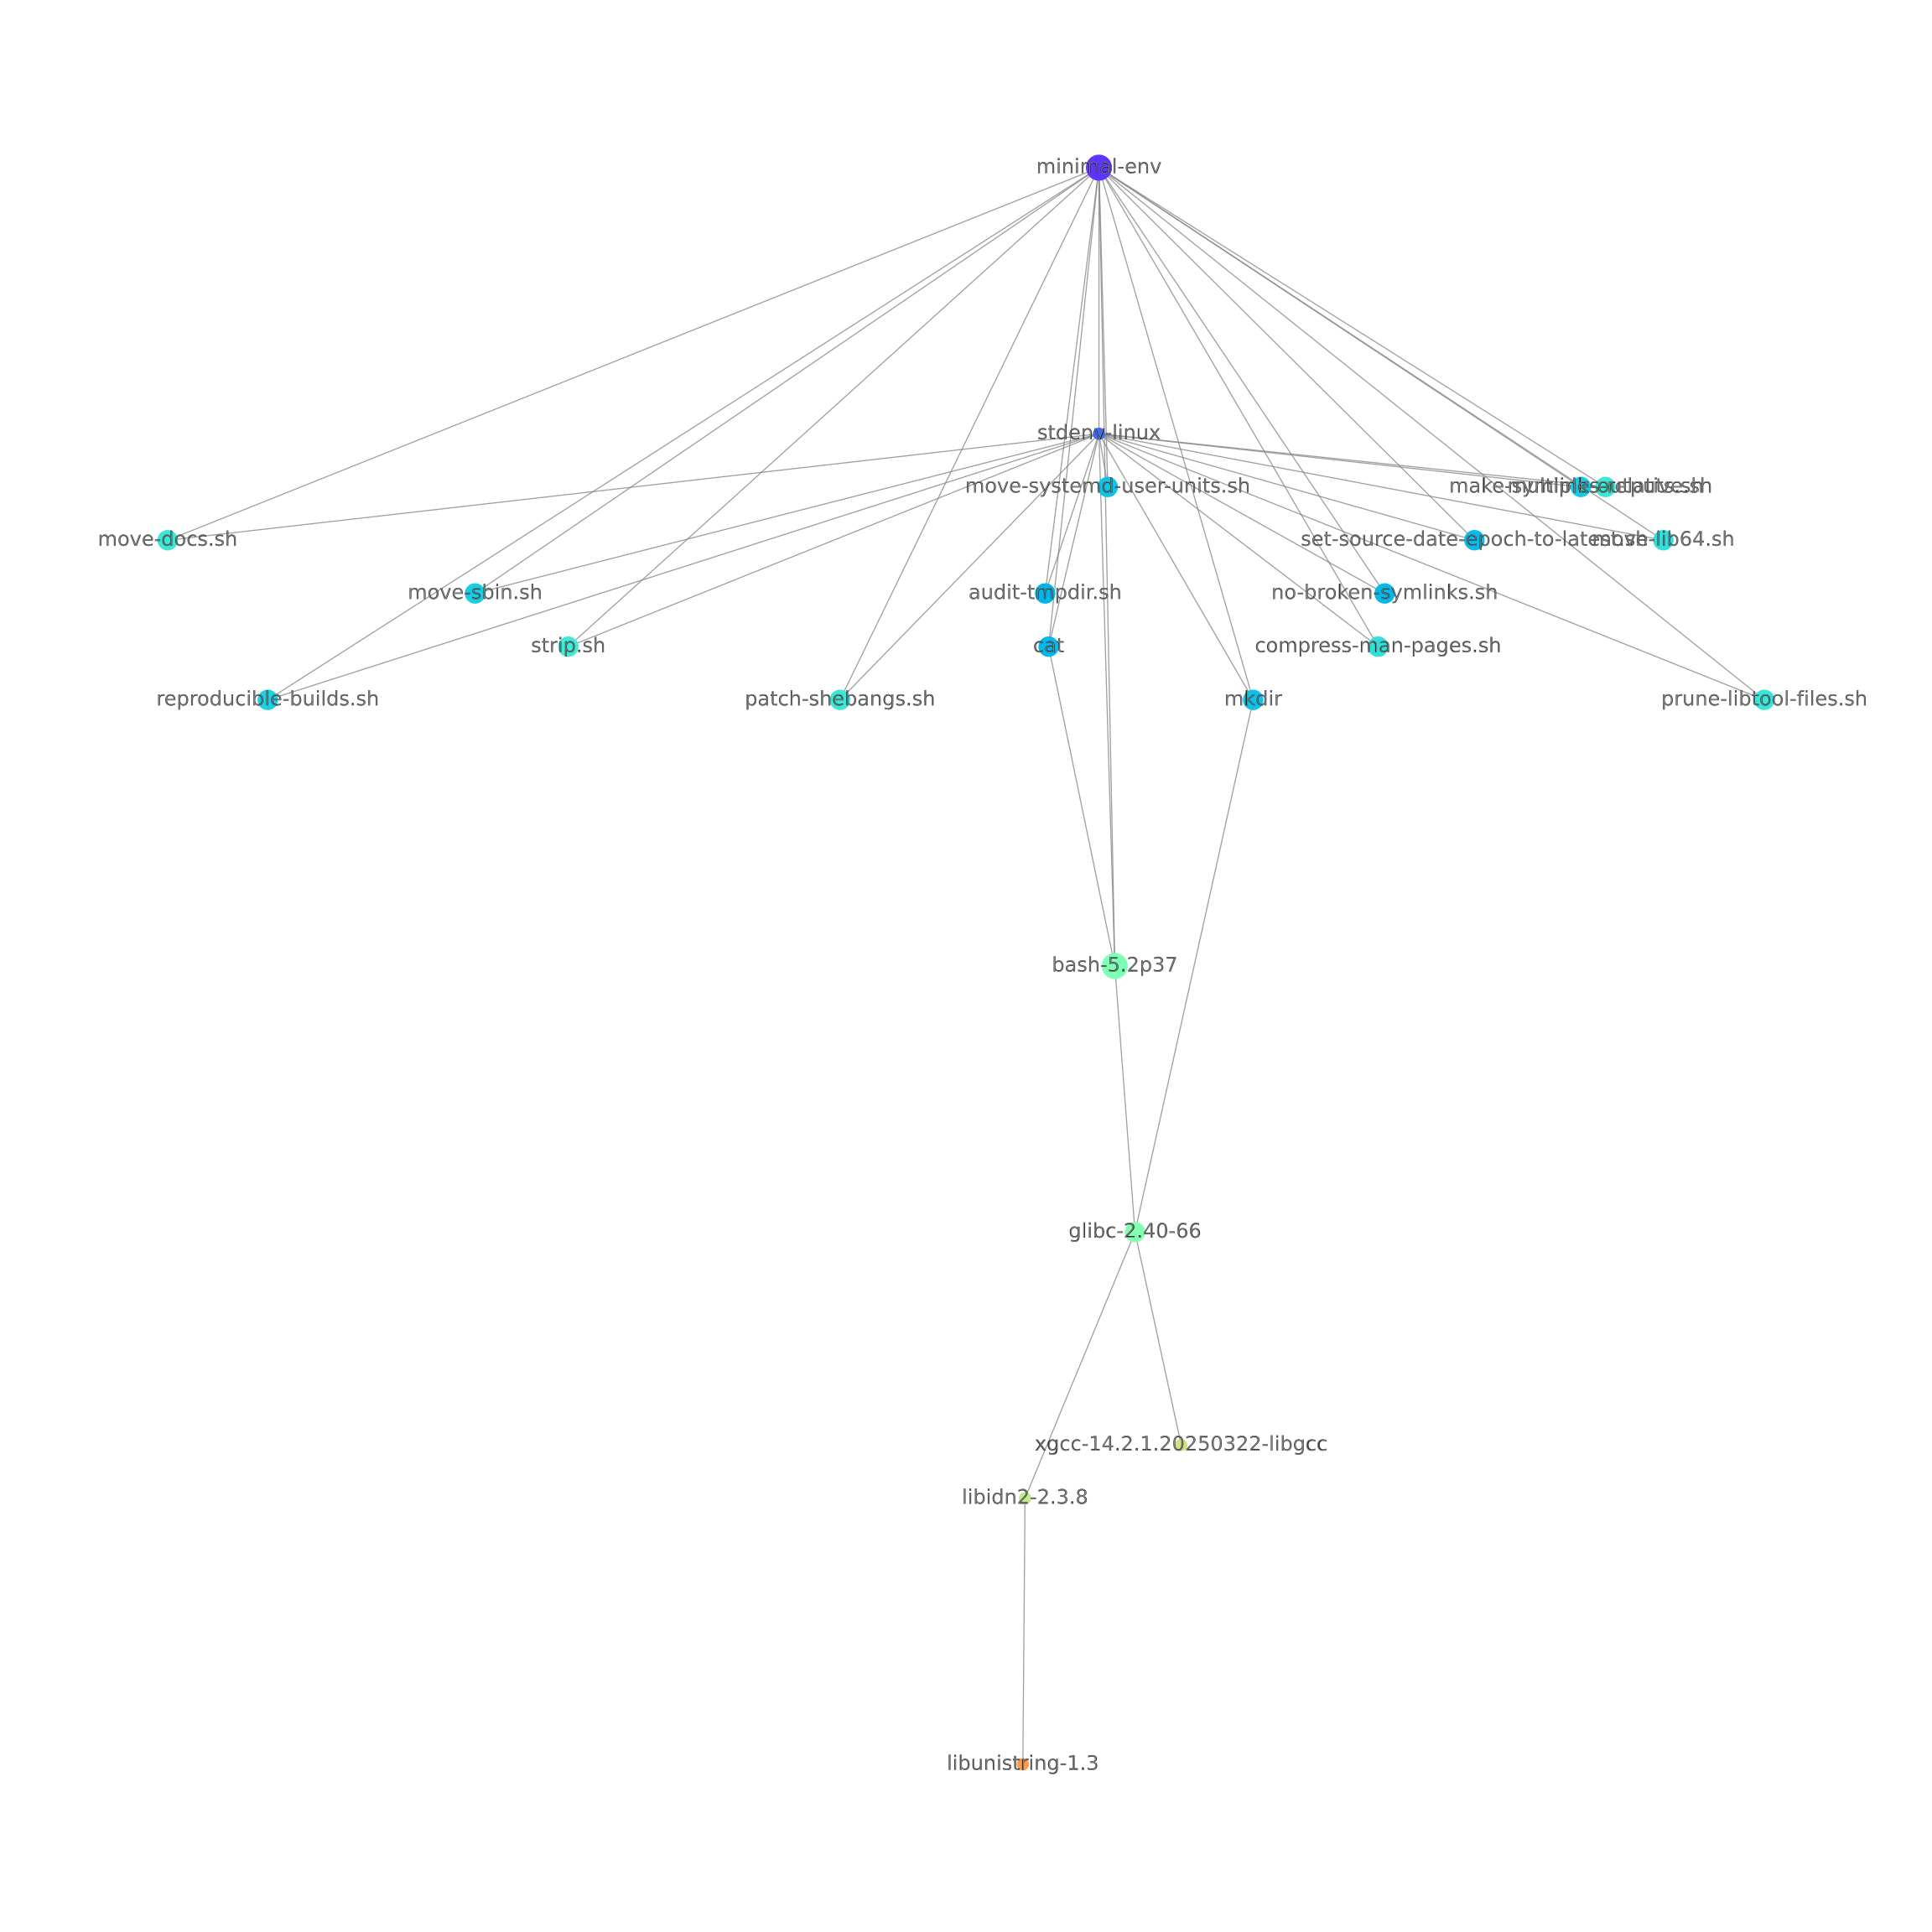 minimal-env
stdenv-linux
move-systemd-user-units.sh
make-symlinks-relative.sh
multiple-outputs.sh
move-docs.sh
set-source-date-epoch-to-latest.sh
move-lib64.sh
move-sbin.sh
audit-tmpdir.sh
no-broken-symlinks.sh
strip.sh
cat
compress-man-pages.sh
reproducible-builds.sh
patch-shebangs.sh
mkdir
prune-libtool-files.sh
bash-5.2p37
glibc-2.40-66
xgcc-14.2.1.20250322-libgcc
libidn2-2.3.8
libunistring-1.3